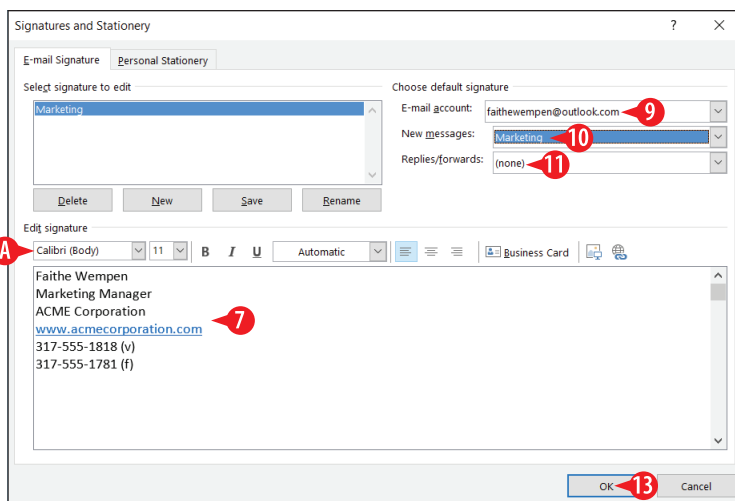 Signatures and Stationery ? ×
E-mail Signature Personal Stationery
Select signature to edit
Marketing
Delete New Save Rename
Choose default signature
E-mail account: faithewempen@outlook.com 9
New messages: Marketing 10
Replies/forwards: (none) 11
Edit signature
A Calibri (Body) 11 B I U Automatic Business Card
Faithe Wempen
Marketing Manager
ACME Corporation
www.acmecorporation.com 7
317-555-1818 (v)
317-555-1781 (f)
OK 13 Cancel